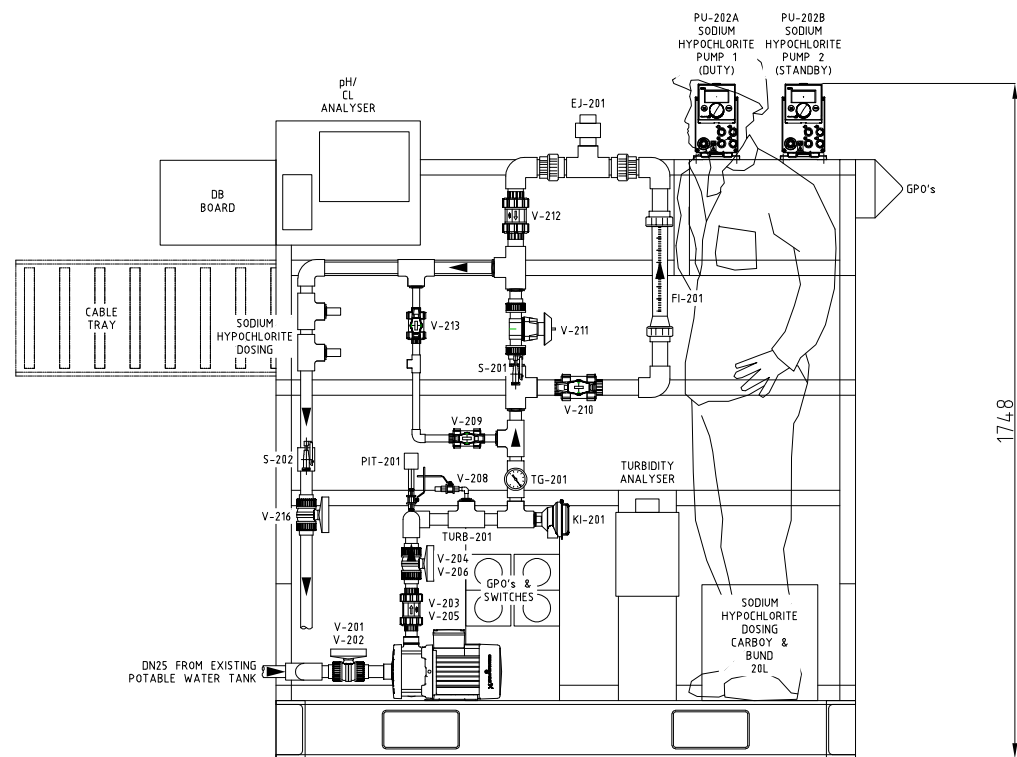 PU-202A
SODIUM
HYPOCHLORITE
PUMP 1
(DUTY)
PU-202B
SODIUM
HYPOCHLORITE
PUMP 2
(STANDBY)
pH/
CL
ANALYSER
EJ-201
DB
BOARD
GPO's
V-212
CABLE
TRAY
SODIUM
HYPOCHLORITE
DOSING
V-213
V-211
FI-201
S-201
V-210
V-209
1748
S-202
PIT-201
V-208
TG-201
TURBIDITY
ANALYSER
V-216
KI-201
TURB-201
V-204
V-206
GPO's &
SWITCHES
V-203
V-205
V-201
V-202
SODIUM
HYPOCHLORITE
DOSING
CARBOY &
BUND
20L
DN25 FROM EXISTING
POTABLE WATER TANK